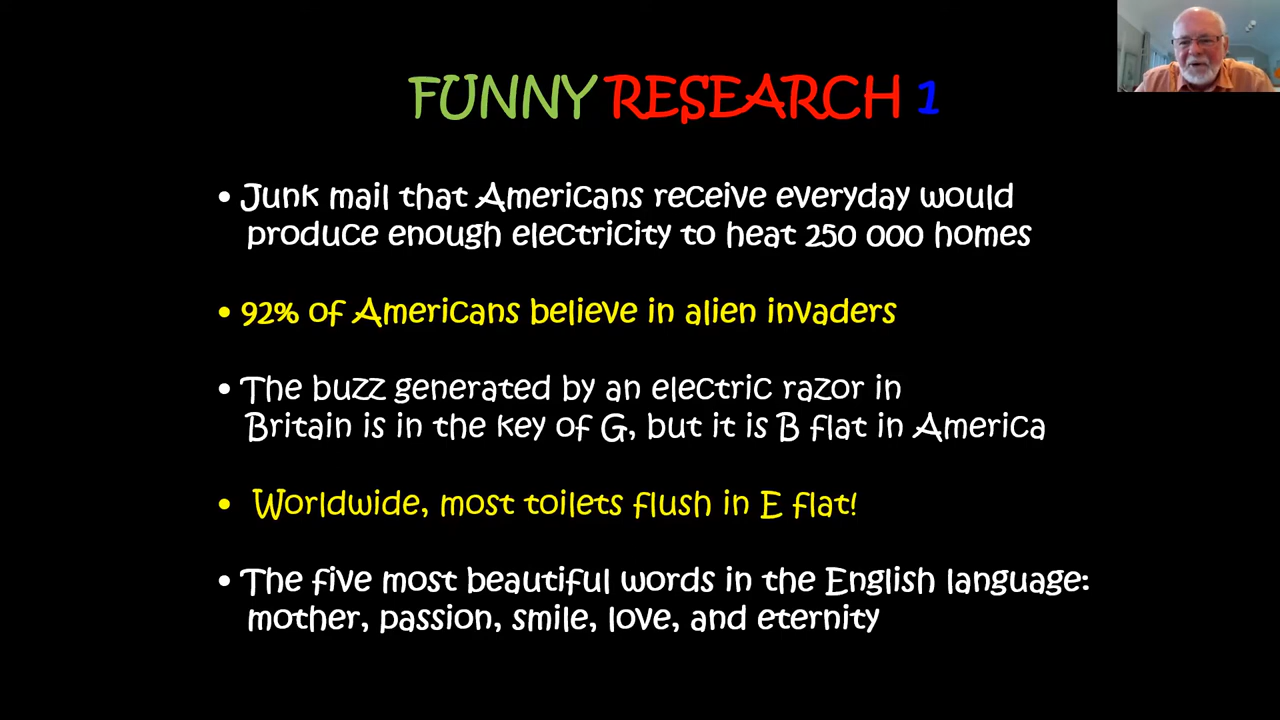 FUNNY RESEARCH 1
• Junk mail that Americans receive everyday would
produce enough electricity to heat 250 000 homes
• 92% of Americans believe in alien invaders
• The buzz generated by an electric razor in
Britain is in the key of G, but it is B flat in America
• Worldwide, most toilets flush in E flat!
• The five most beautiful words in the English language:
mother, passion, smile, love, and eternity